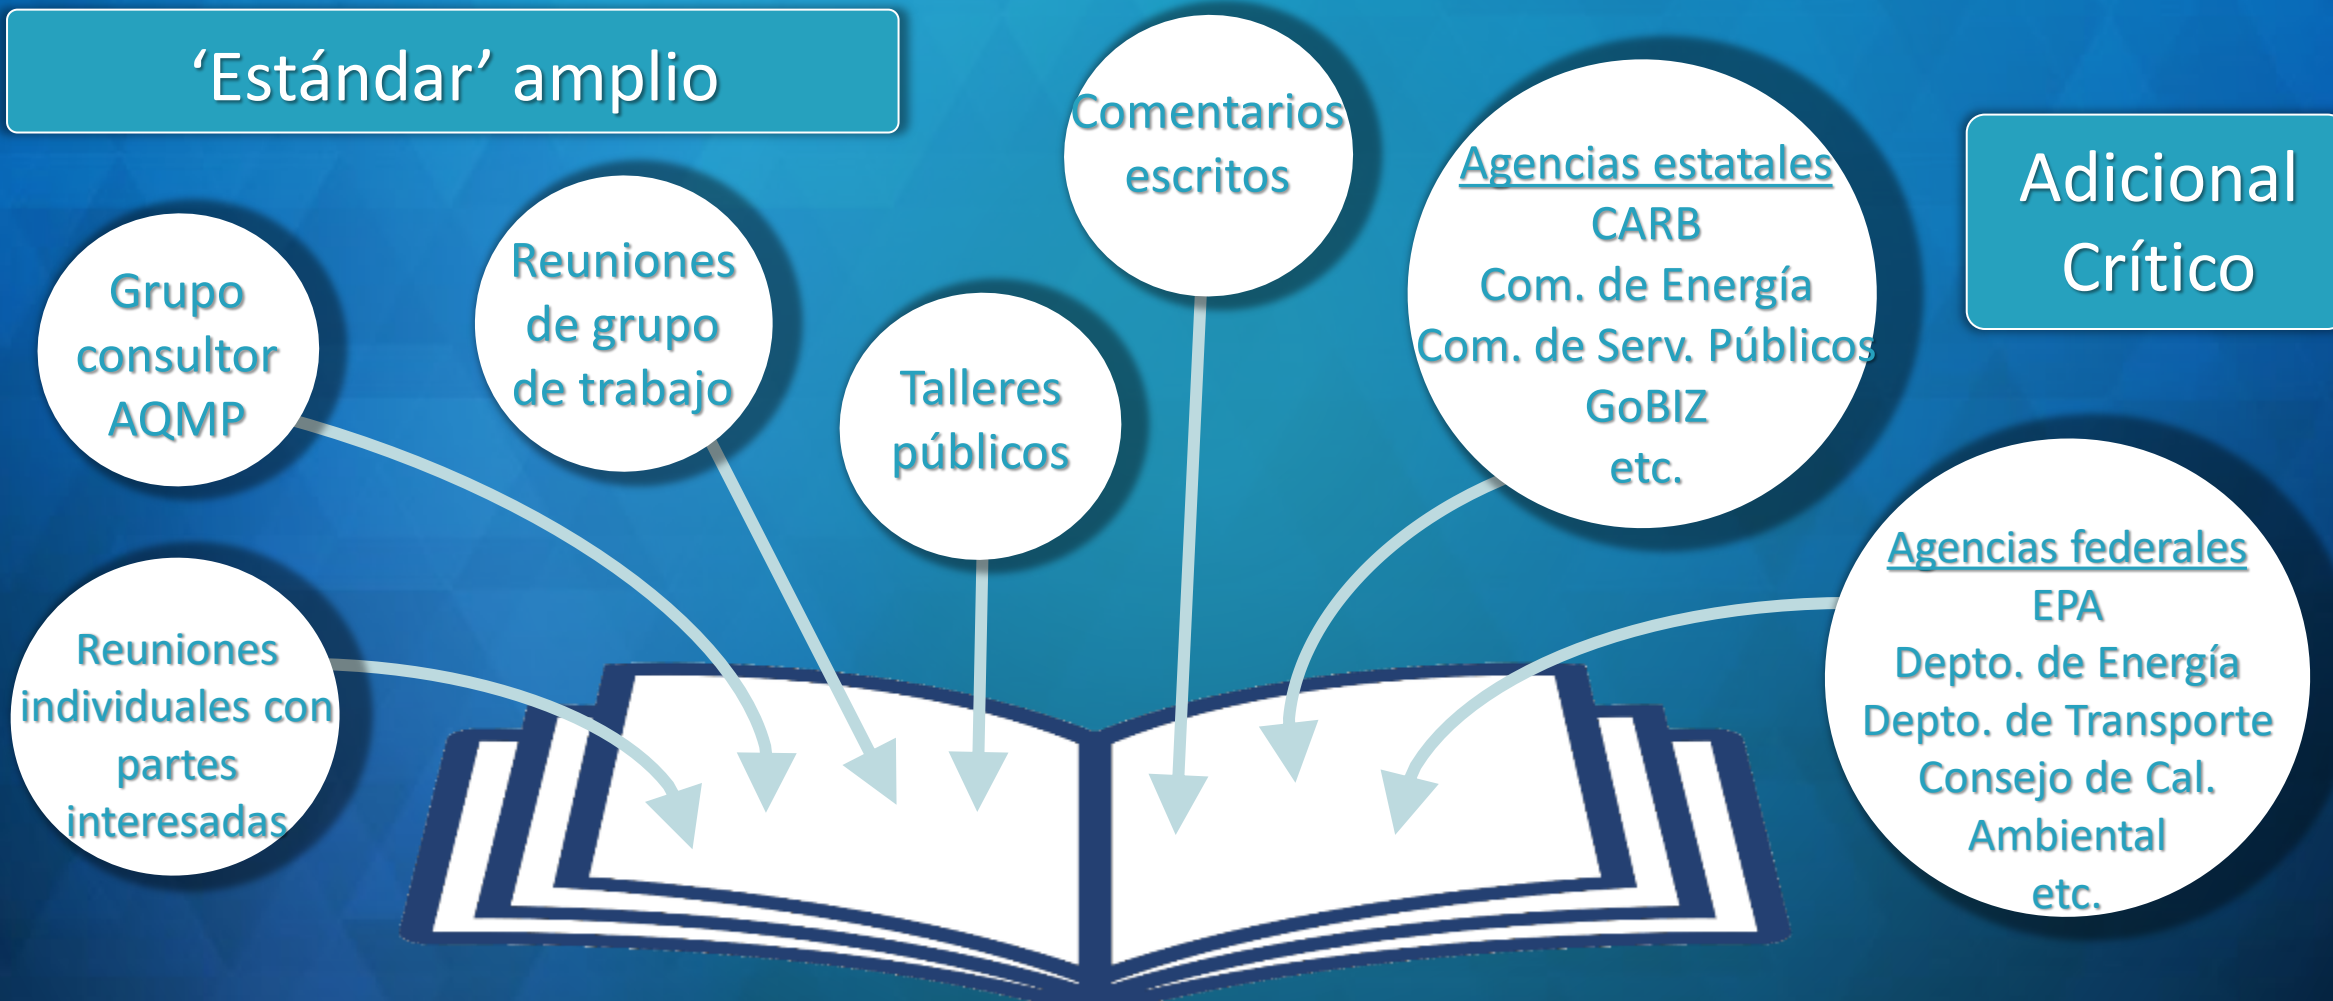 ‘Estándar’ amplio
Grupo
consultor
AQMP
Reuniones
individuales con
partes
interesadas
Reuniones
de grupo
de trabajo
Talleres
públicos
Comentarios
escritos
Agencias estatales
CARB
Com. de Energía
Com. de Serv. Públicos
GoBIZ
etc.
Adicional
Crítico
Agencias federales
EPA
Depto. de Energía
Depto. de Transporte
Consejo de Cal.
Ambiental
etc.